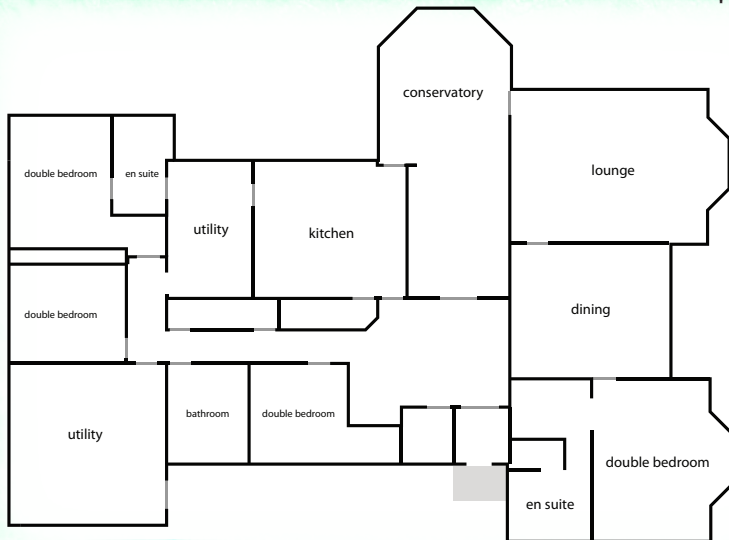 conservatory
lounge
double bedroom
en suite
utility
kitchen
double bedroom
dining
utility
bathroom
double bedroom
double bedroom
en suite